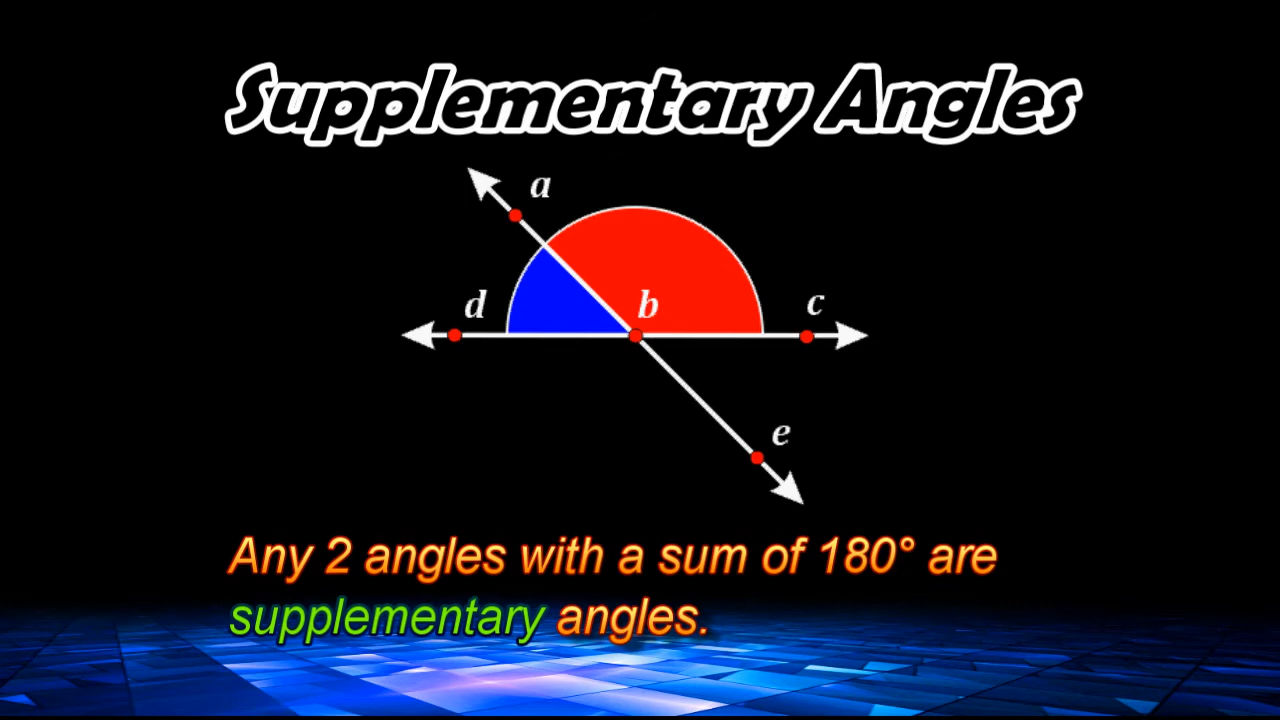 Supplementary Angles
a
d
b
c
e
Any 2 angles with a sum of 180° are
supplementary angles.